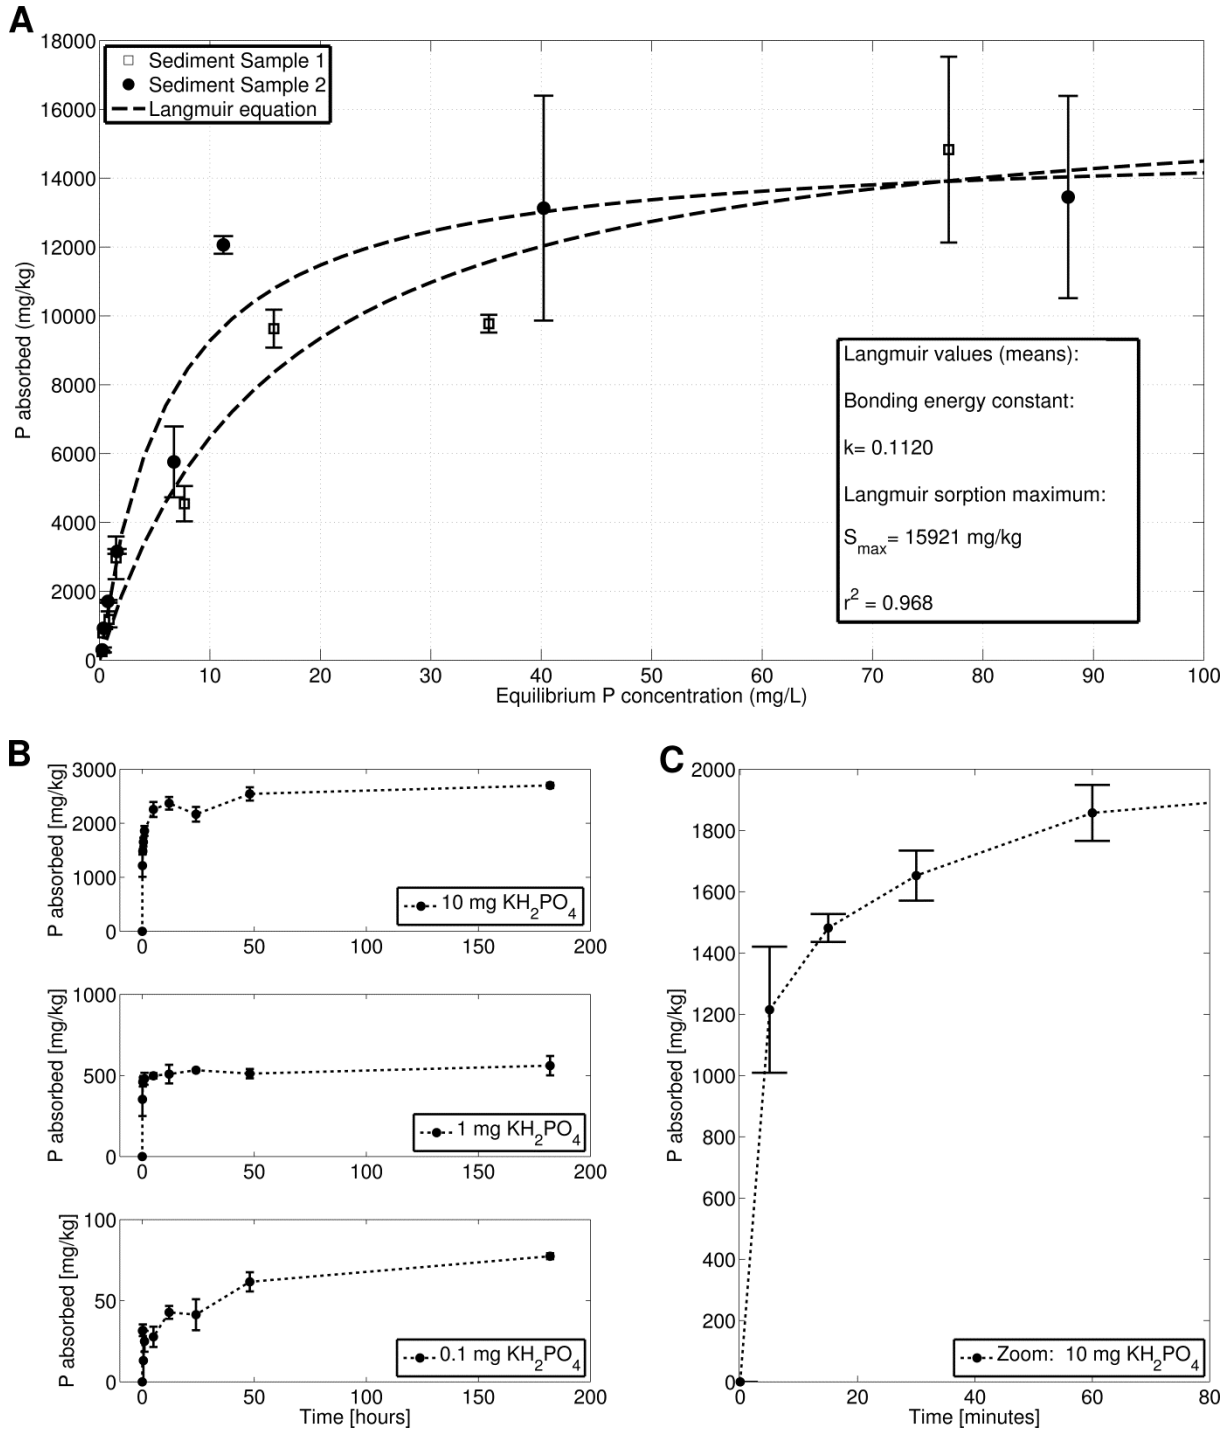 A
18000
16000
14000
12000
10000
8000
6000
4000
2000
0
P absorbed (mg/kg)
Sediment Sample 1
Sediment Sample 2
Langmuir equation
Langmuir values (means):
Bonding energy constant:
k= 0.1120
Langmuir sorption maximum:
Smax= 15921 mg/kg
r2 = 0.968
0 10 20 30 40 50 60 70 80 90 100
Equilibrium P concentration (mg/L)
B
3000
2000
1000
0
P absorbed [mg/kg]
10 mg KH2PO4
0 50 100 150 200
1000
500
0
P absorbed [mg/kg]
1 mg KH2PO4
0 50 100 150 200
100
50
0
P absorbed [mg/kg]
0.1 mg KH2PO4
0 50 100 150 200
Time [hours]
C
2000
1800
1600
1400
1200
1000
800
600
400
200
0
P absorbed [mg/kg]
Zoom: 10 mg KH2PO4
0 20 40 60 80
Time [minutes]